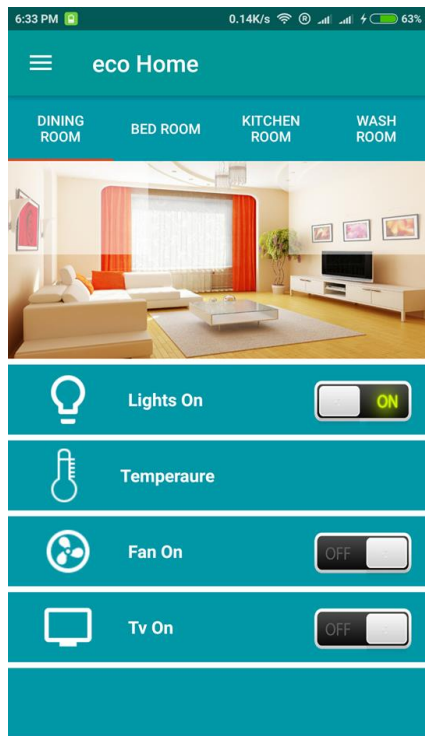 6:33 PM 0.14K/s ® 63%
eco Home
DINING ROOM
BED ROOM
KITCHEN ROOM
WASH ROOM
Lights On ON
Temperaure
Fan On OFF
Tv On OFF